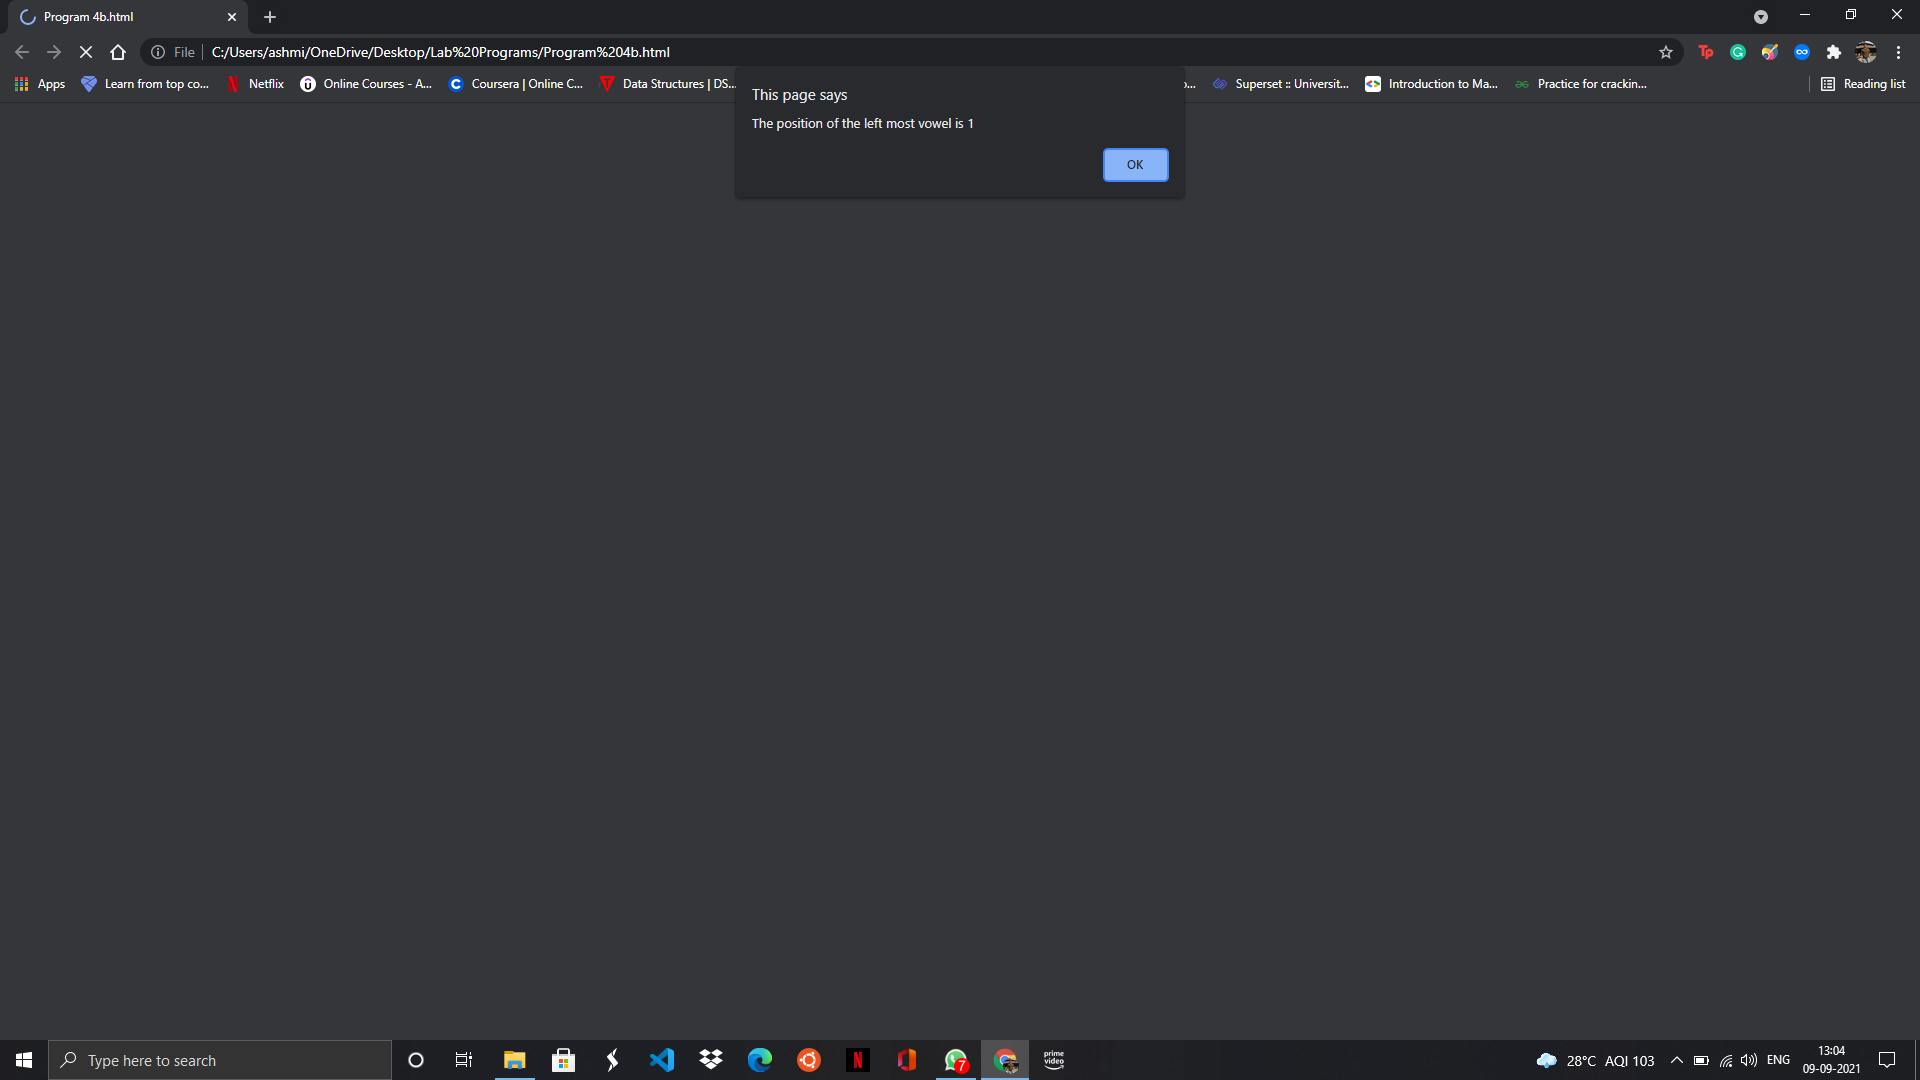 Program 4b.html
File C:/Users/ashmi/OneDrive/Desktop/Lab%20Programs/Program%204b.html
Apps Learn from top co... Netflix Online Courses - A... Coursera | Online C... Data Structures | DS... Superset :: Universit... Introduction to Ma... Practice for crackin... Reading list
This page says
The position of the left most vowel is 1
OK
Type here to search
prime video
7
28°C AQI 103 ENG
13:04
09-09-2021